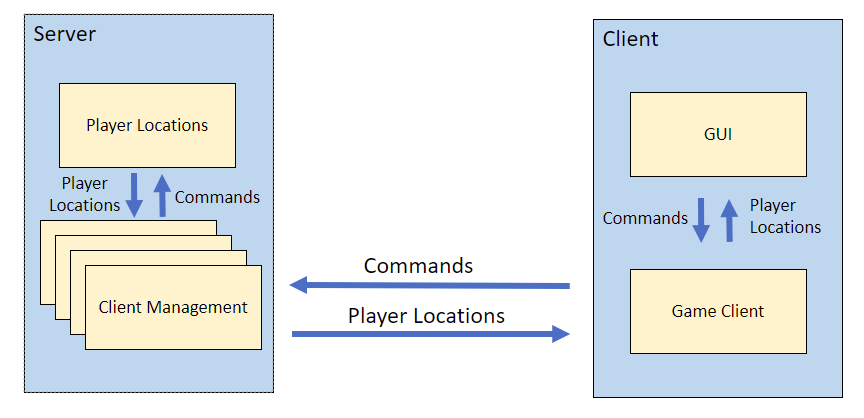 Server
Player Locations
Player
Locations
Commands
Client Management
Commands
Player Locations
Client
GUI
Commands
Player
Locations
Game Client